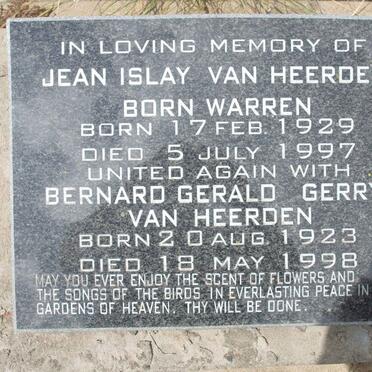 IN LOVING MEMORY OF
JEAN ISLAY VAN HEERDE
BORN WARREN
BORN 17 FEB. 1929
DIED 5 JULY 1997
UNITED AGAIN WITH
BERNARD GERALD GERRY
VAN HEERDEN
BORN 20 AUG. 1923
DIED 18 MAY 1998
MAY YOU EVER ENJOY THE SCENT OF FLOWERS AND
THE SONGS OF THE BIRDS IN EVERLASTING PEACE IN
GARDENS OF HEAVEN. THY WILL BE DONE.